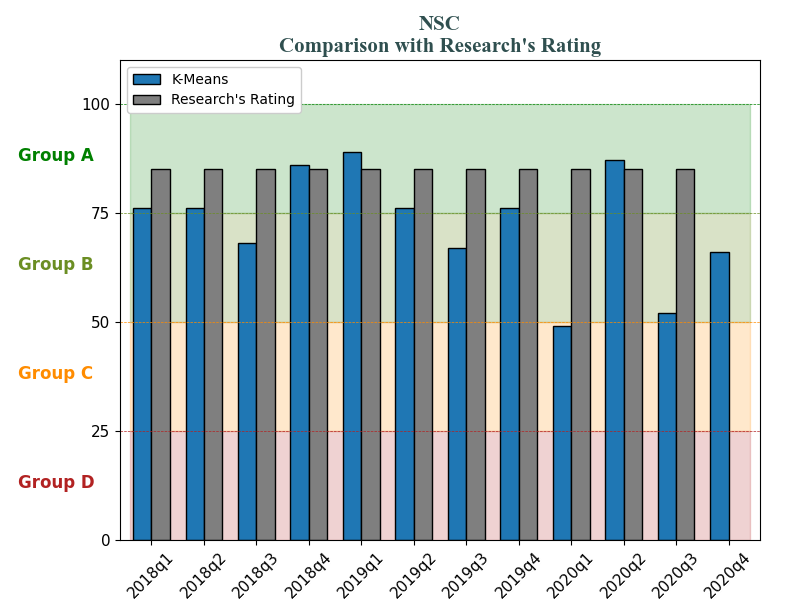 NSC
Comparison with Research's Rating
K-Means
Research's Rating
100
Group A
75
Group B
50
Group C
25
Group D
0
2018q1
2018q2
2018q3
2018q4
2019q1
2019q2
2019q3
2019q4
2020q1
2020q2
2020q3
2020q4